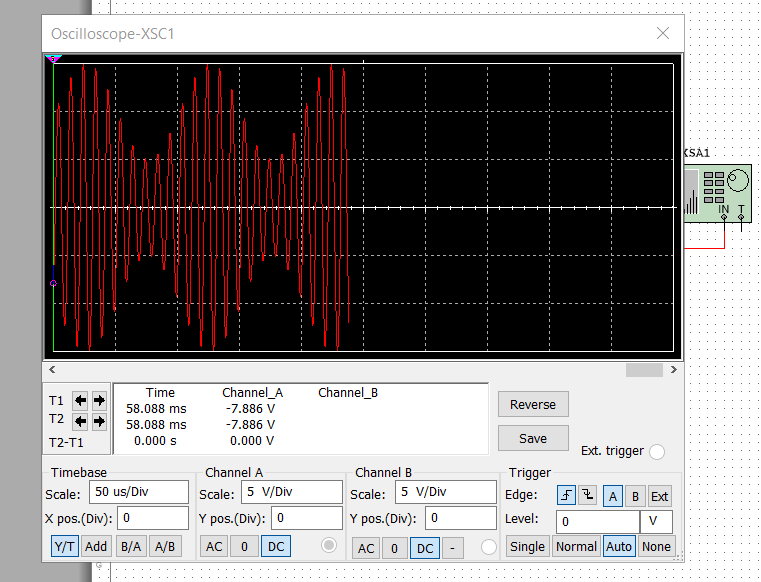 Oscilloscope-XSC1
XSA1
IN T
T1
T2
T2-T1
Time Channel_A Channel_B
58.088 ms -7.886 V
58.088 ms -7.886 V
0.000 s 0.000 V
Reverse
Save
Ext. trigger
Timebase
Scale: 50 us/Div
X pos.(Div): 0
Y/T Add B/A A/B
Channel A
Scale: 5 V/Div
Y pos.(Div): 0
AC 0 DC
Channel B
Scale: 5 V/Div
Y pos.(Div): 0
AC 0 DC -
Trigger
Edge: A B Ext
Level: 0 V
Single Normal Auto None